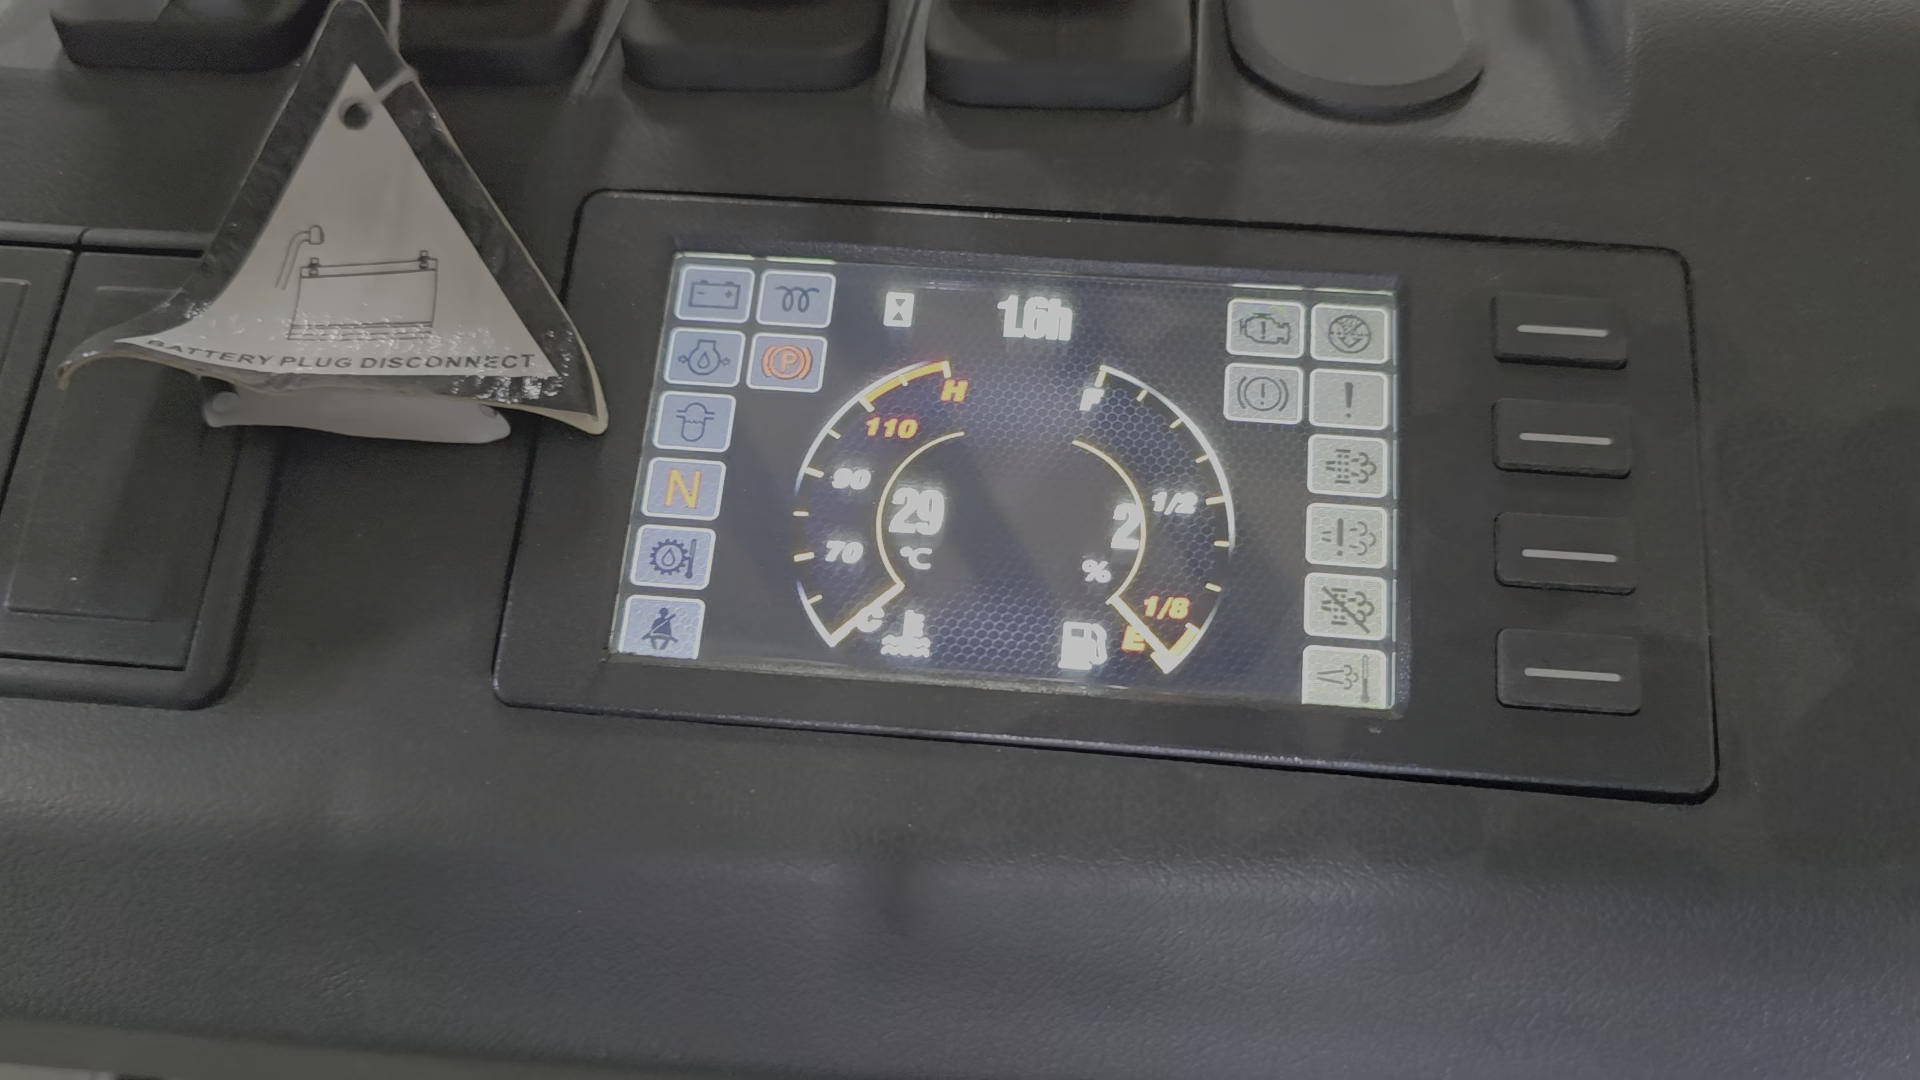 BATTERY PLUG DISCONNECT
1.6h
P
N
H
110
90
70
C
29
°C
F
1/2
1/8
E
2
%